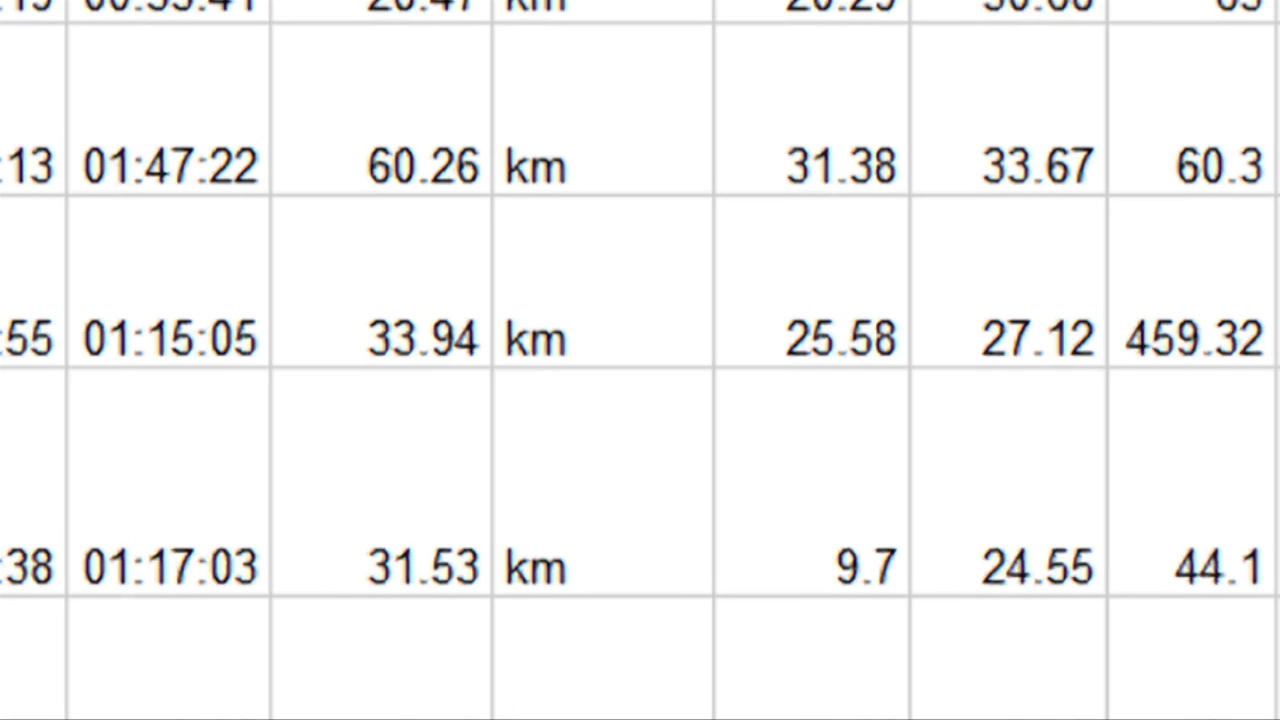 km
:13 01:47:22 60.26 km 31.38 33.67 60.3
:55 01:15:05 33.94 km 25.58 27.12 459.32
:38 01:17:03 31.53 km 9.7 24.55 44.1